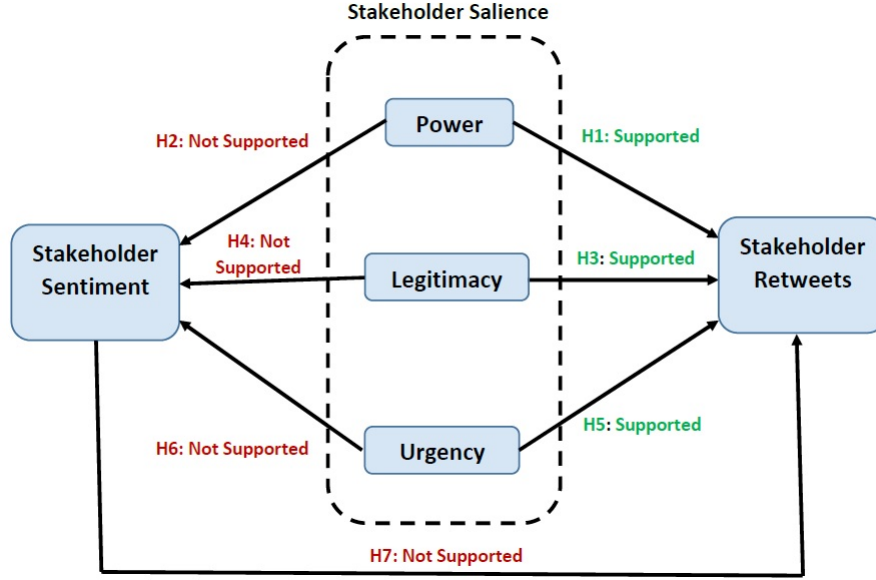 Stakeholder Salience
Power
H2: Not Supported
H1: Supported
Stakeholder
Sentiment
H4: Not
Supported
Legitimacy
H3: Supported
Stakeholder
Retweets
H6: Not Supported
Urgency
H5: Supported
H7: Not Supported